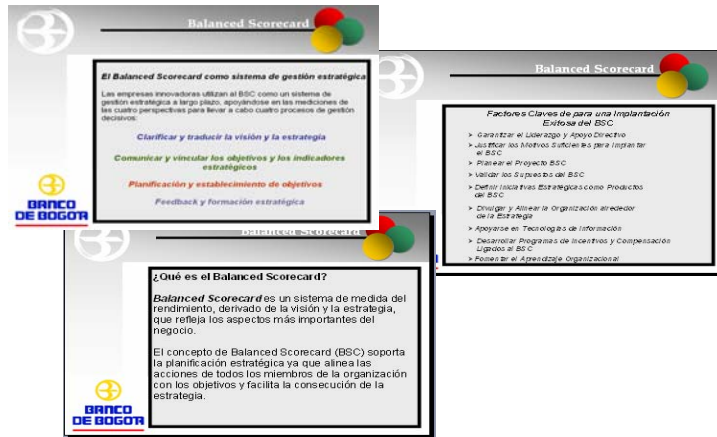 Balanced Scorecard
El Balanced Scorecard como sistema de gestión estratégica
Las empresas innovadoras utilizan el BSC como un sistema de
gestión estratégica a largo plazo, apoyándose en las mediciones de
las cuatro perspectivas para llevar a cabo cuatro procesos de gestión
decisivos:
Clarificar y traducir la visión y la estrategia
Comunicar y vincular los objetivos y los indicadores
estratégicos
Planificación y establecimiento de objetivos
Feedback y formación estratégica
BANCO
DE BOGOTA
Balanced Scorecard
Factores Claves de para una Implantación
Exitosa del BSC
➤ Garantizar el Liderazgo y Apoyo Directivo
➤ Justificar los Motivos Suficientes para Implantar
el BSC
➤ Planear el Proyecto BSC
➤ Validar los Supuestos del BSC
➤ Definir Iniciativas Estratégicas como Productos
del BSC
➤ Divulgar y Alinear la Organización alrededor
de la Estrategia
➤ Apoyarse en Tecnologías de Información
➤ Desarrollar Programas de Incentivos y Compensación
Ligados al BSC
➤ Fomentar el Aprendizaje Organizacional
Balanced Scorecard
¿Qué es el Balanced Scorecard?
Balanced Scorecard es un sistema de medida del
rendimiento, derivado de la visión y la estrategia,
que refleja los aspectos más importantes del
negocio.
El concepto de Balanced Scorecard (BSC) soporta
la planificación estratégica ya que alinea las
acciones de todos los miembros de la organización
con los objetivos y facilita la consecución de la
estrategia.
BANCO
DE BOGOTA